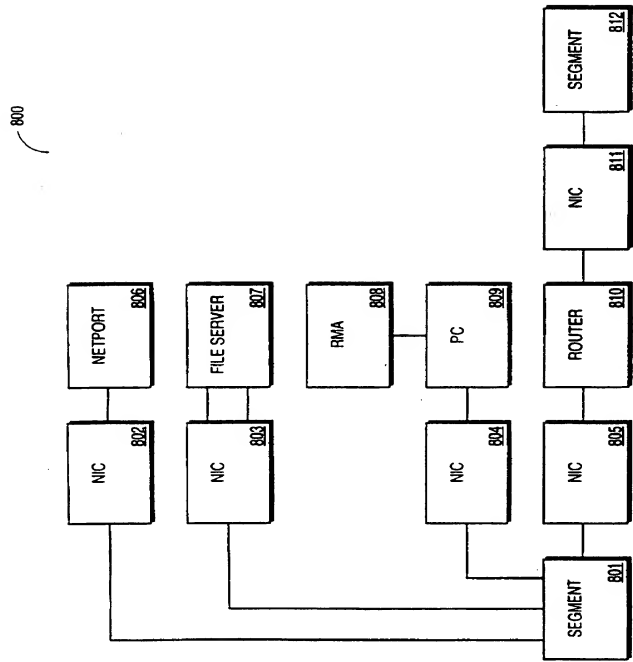 800
NETPORT
806
NIC
802
FILE SERVER
807
NIC
803
RMA
808
PC
809
NIC
804
ROUTER
810
NIC
805
SEGMENT
801
NIC
811
SEGMENT
812